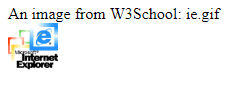 An image from W3School: ie.gif
e
Microsoft
Internet
Explorer